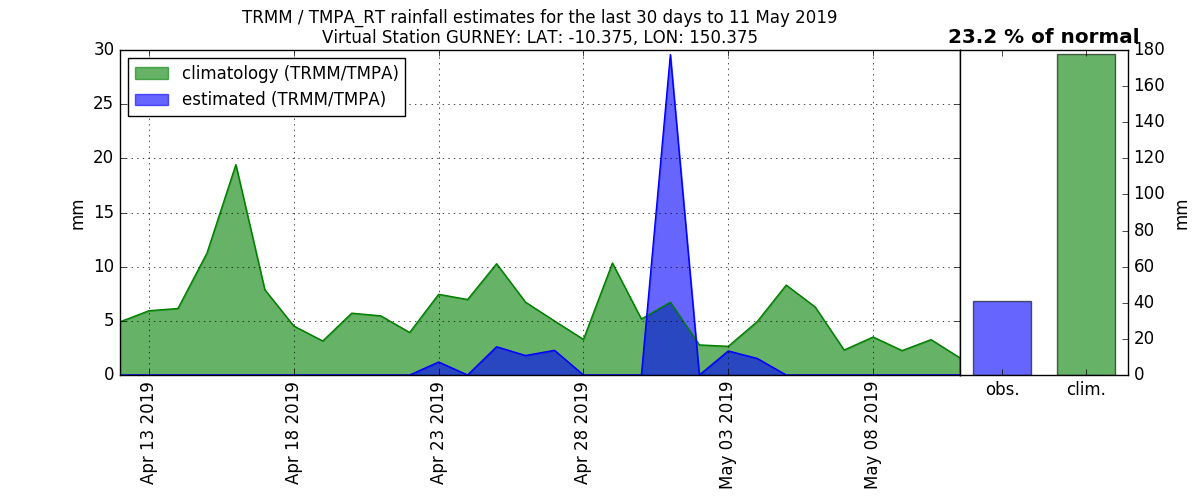 TRMM / TMPA_RT rainfall estimates for the last 30 days to 11 May 2019
Virtual Station GURNEY: LAT: -10.375, LON: 150.375
23.2 % of normal
climatology (TRMM/TMPA)
estimated (TRMM/TMPA)
mm
30
25
20
15
10
5
0
Apr 13 2019
Apr 18 2019
Apr 23 2019
Apr 28 2019
May 03 2019
May 08 2019
obs.
clim.
180
160
140
120
100
80
60
40
20
0
mm